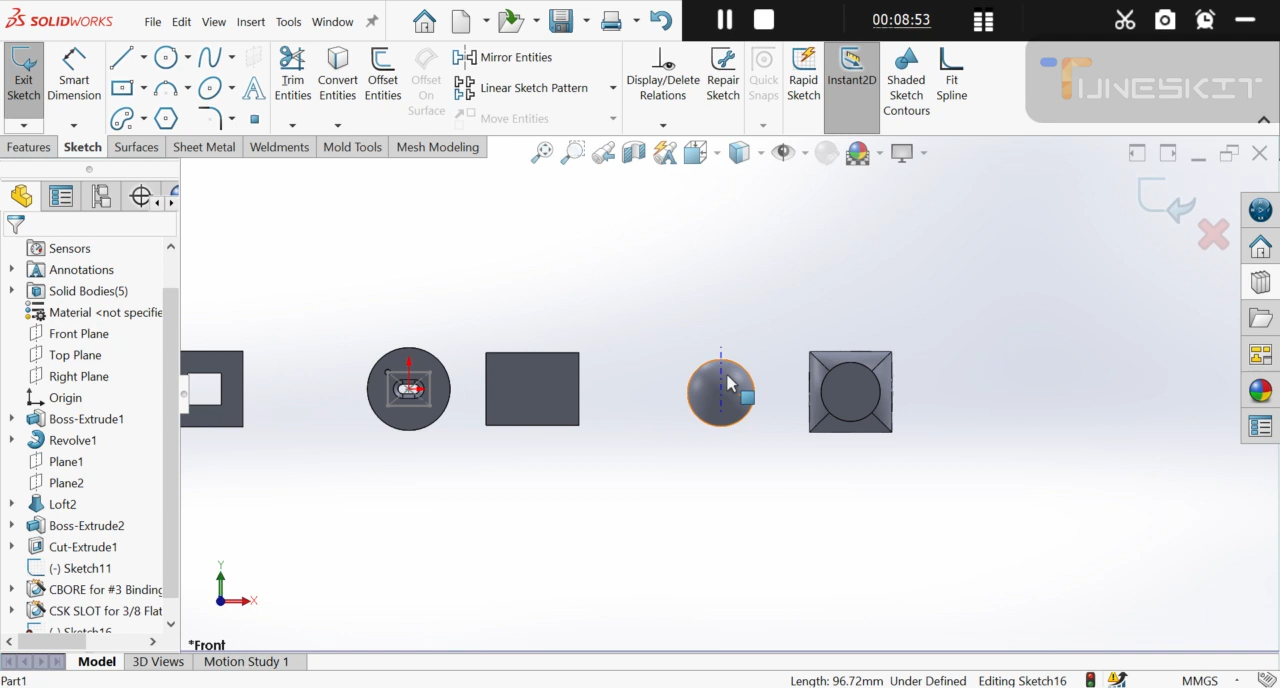 SOLIDWORKS
File Edit View Insert Tools Window
00:08:53
Exit Sketch
Smart Dimension
Trim Entities
Convert Entities
Offset Entities
Offset On Surface
Mirror Entities
Linear Sketch Pattern
Move Entities
Display/Delete Relations
Repair Sketch
Quick Snaps
Rapid Sketch
Instant2D
Shaded Sketch Contours
Fit Spline
TUNESKIT
Features Sketch Surfaces Sheet Metal Weldments Mold Tools Mesh Modeling
Sensors
Annotations
Solid Bodies(5)
Material <not specifie
Front Plane
Top Plane
Right Plane
Origin
Boss-Extrude1
Revolve1
Plane1
Plane2
Loft2
Boss-Extrude2
Cut-Extrude1
(-) Sketch11
CBORE for #3 Binding
CSK SLOT for 3/8 Flat
(-) Sketch16
Y
X
*Front
Model 3D Views Motion Study 1
Part1
Length: 96.72mm Under Defined Editing Sketch16 MMGS -